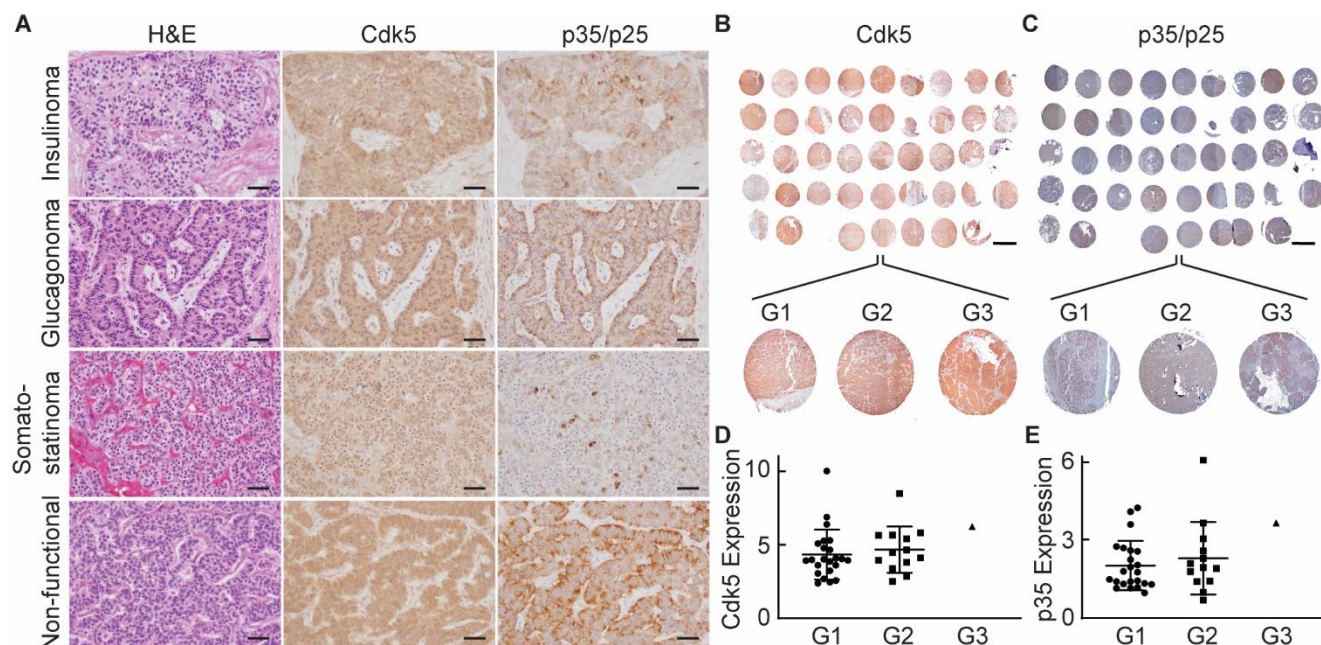 A
H&E
Cdk5
p35/p25
Insulinoma
Glucagonoma
Somato-
statinoma
Non-functional
B
Cdk5
G1
G2
G3
C
p35/p25
G1
G2
G3
D
Cdk5 Expression
10
5
0
G1
G2
G3
E
p35 Expression
6
3
0
G1
G2
G3